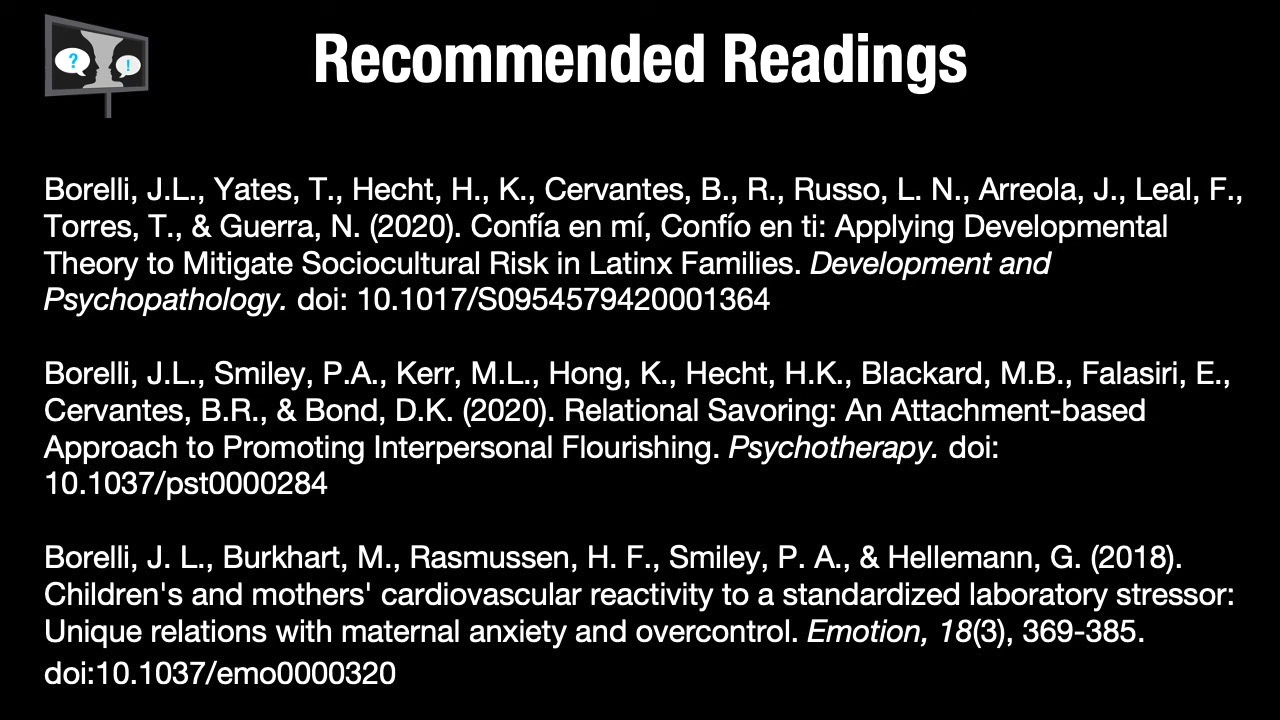 ? !
Recommended Readings
Borelli, J.L., Yates, T., Hecht, H., K., Cervantes, B., R., Russo, L. N., Arreola, J., Leal, F.,
Torres, T., & Guerra, N. (2020). Confía en mí, Confío en ti: Applying Developmental
Theory to Mitigate Sociocultural Risk in Latinx Families. Development and
Psychopathology. doi: 10.1017/S0954579420001364
Borelli, J.L., Smiley, P.A., Kerr, M.L., Hong, K., Hecht, H.K., Blackard, M.B., Falasiri, E.,
Cervantes, B.R., & Bond, D.K. (2020). Relational Savoring: An Attachment-based
Approach to Promoting Interpersonal Flourishing. Psychotherapy. doi:
10.1037/pst0000284
Borelli, J. L., Burkhart, M., Rasmussen, H. F., Smiley, P. A., & Hellemann, G. (2018).
Children's and mothers' cardiovascular reactivity to a standardized laboratory stressor:
Unique relations with maternal anxiety and overcontrol. Emotion, 18(3), 369-385.
doi:10.1037/emo0000320